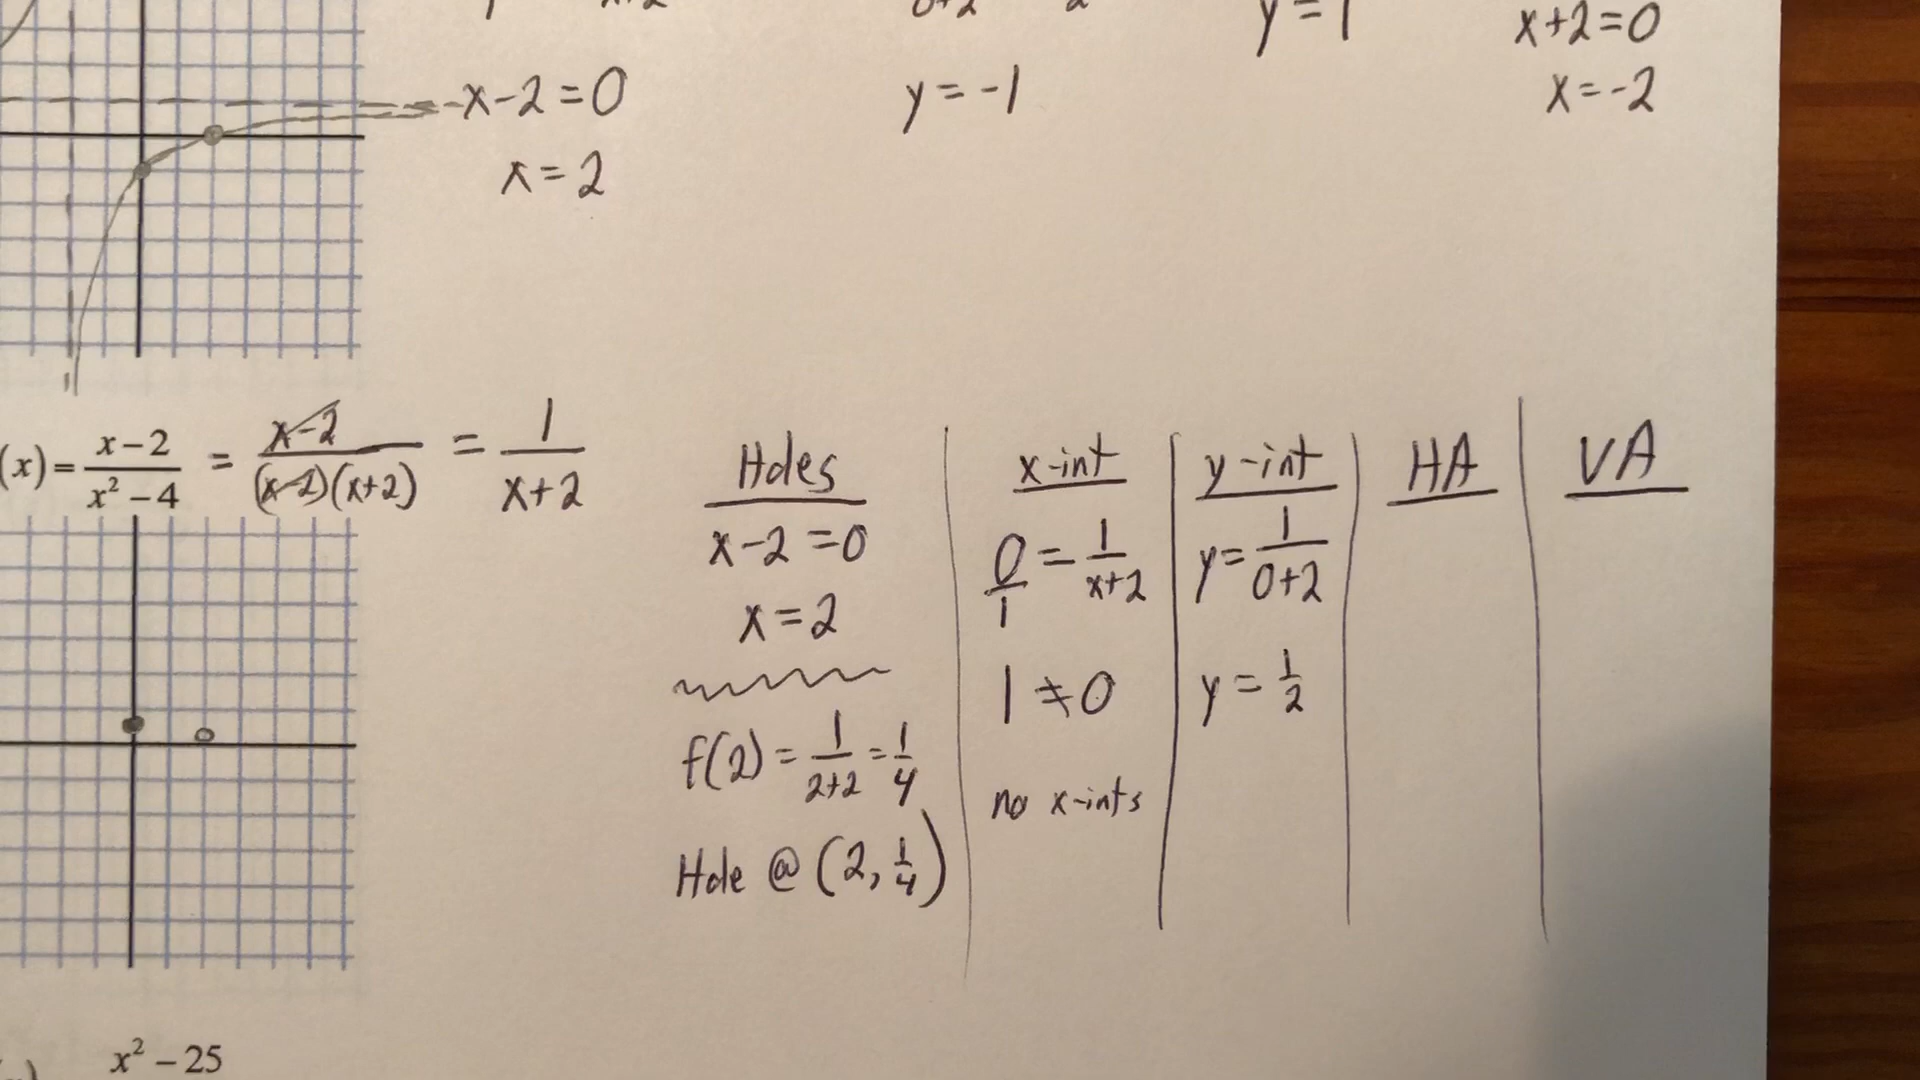 y = 1
x+2=0
x-2=0
y=-1
x=-2
x=2
(x) = x-2 / x² - 4 = x-2 / (x-2)(x+2) = 1 / x+2
Holes
x-2=0
x=2
f(2) = 1/2+2 = 1/4
Hole @ (2, 1/4)
x-int
0/1 = 1/x+2
1 ≠ 0
no x-ints
y-int
y = 1/0+2
y = 1/2
HA
VA
x² - 25